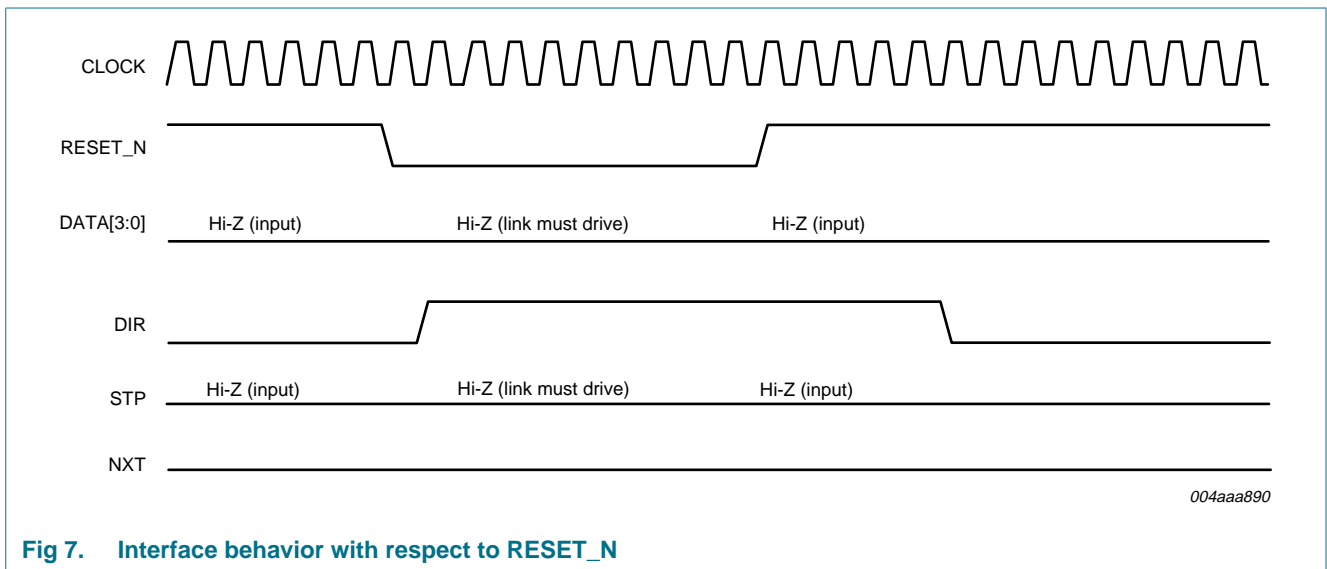 CLOCK
RESET_N
DATA[3:0] Hi-Z (input) Hi-Z (link must drive) Hi-Z (input)
DIR
STP Hi-Z (input) Hi-Z (link must drive) Hi-Z (input)
NXT
004aaa890
Fig 7. Interface behavior with respect to RESET_N